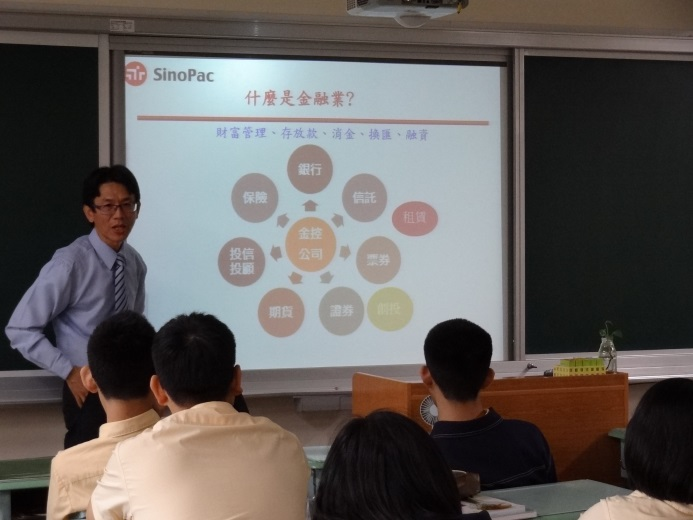 SinoPac
什麼是金融業?
財富管理、存放款、消金、換匯、融資
銀行
保險
信託
租賃
金控
公司
投信
投顧
票券
期貨
證券
創投